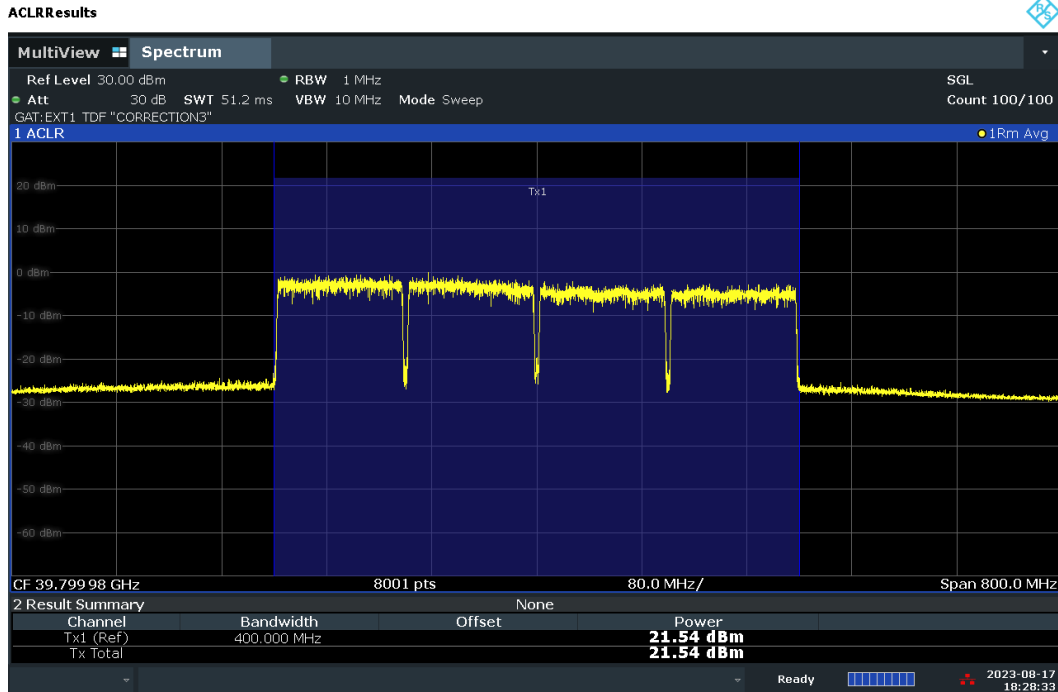 ACLRResults
R&S
MultiView Spectrum
Ref Level 30.00 dBm RBW 1 MHz SGL
Att 30 dB SWT 51.2 ms VBW 10 MHz Mode Sweep Count 100/100
GAT:EXT1 TDF "CORRECTION3"
1 ACLR 1Rm Avg
Tx1
20 dBm
10 dBm
0 dBm
-10 dBm
-20 dBm
-30 dBm
-40 dBm
-50 dBm
-60 dBm
CF 39.79998 GHz 8001 pts 80.0 MHz/ Span 800.0 MHz
2 Result Summary None
Channel Bandwidth Offset Power
Tx1 (Ref) 400.000 MHz 21.54 dBm
Tx Total 21.54 dBm
Ready 2023-08-17
18:28:33